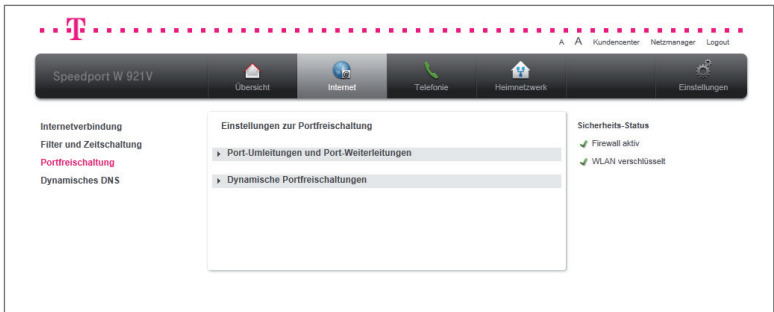 T
A A Kundencenter Netzmanager Logout
Speedport W 921V
Übersicht
Internet
Telefonie
Heimnetzwerk
Einstellungen
Internetverbindung
Filter und Zeitschaltung
Portfreischaltung
Dynamisches DNS
Einstellungen zur Portfreischaltung
Port-Umleitungen und Port-Weiterleitungen
Dynamische Portfreischaltungen
Sicherheits-Status
Firewall aktiv
WLAN verschlüsselt